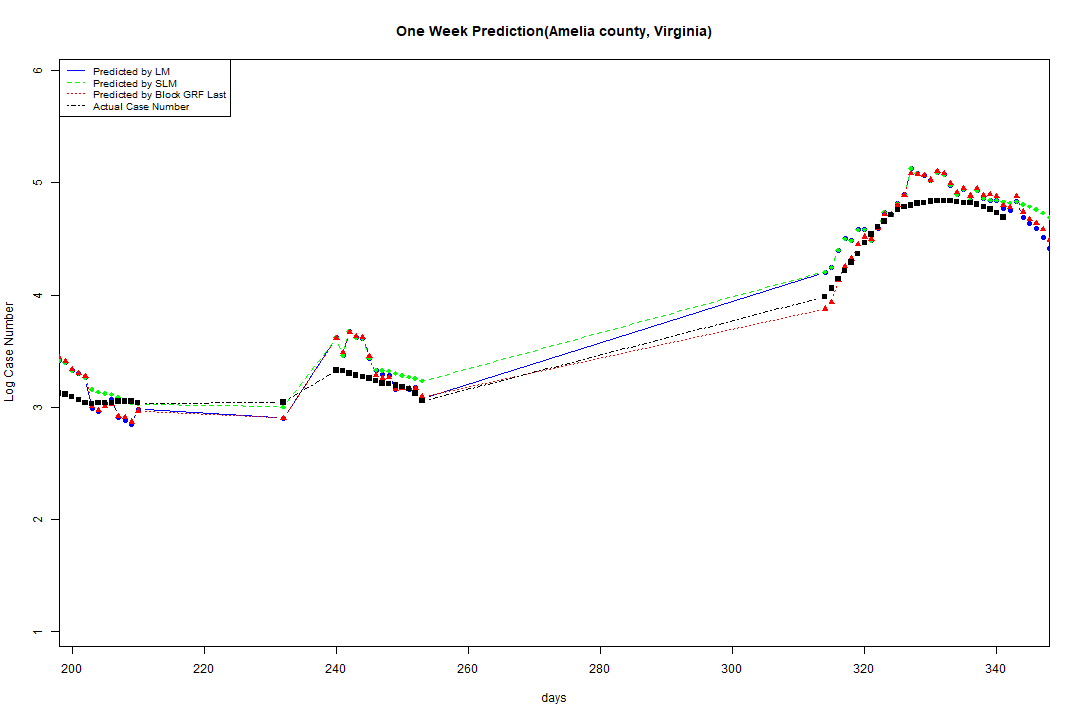 One Week Prediction(Amelia county, Virginia)
Predicted by LM
Predicted by SLM
Predicted by Block GRF Last
Actual Case Number
Log Case Number
6
5
4
3
2
1
200 220 240 260 280 300 320 340
days